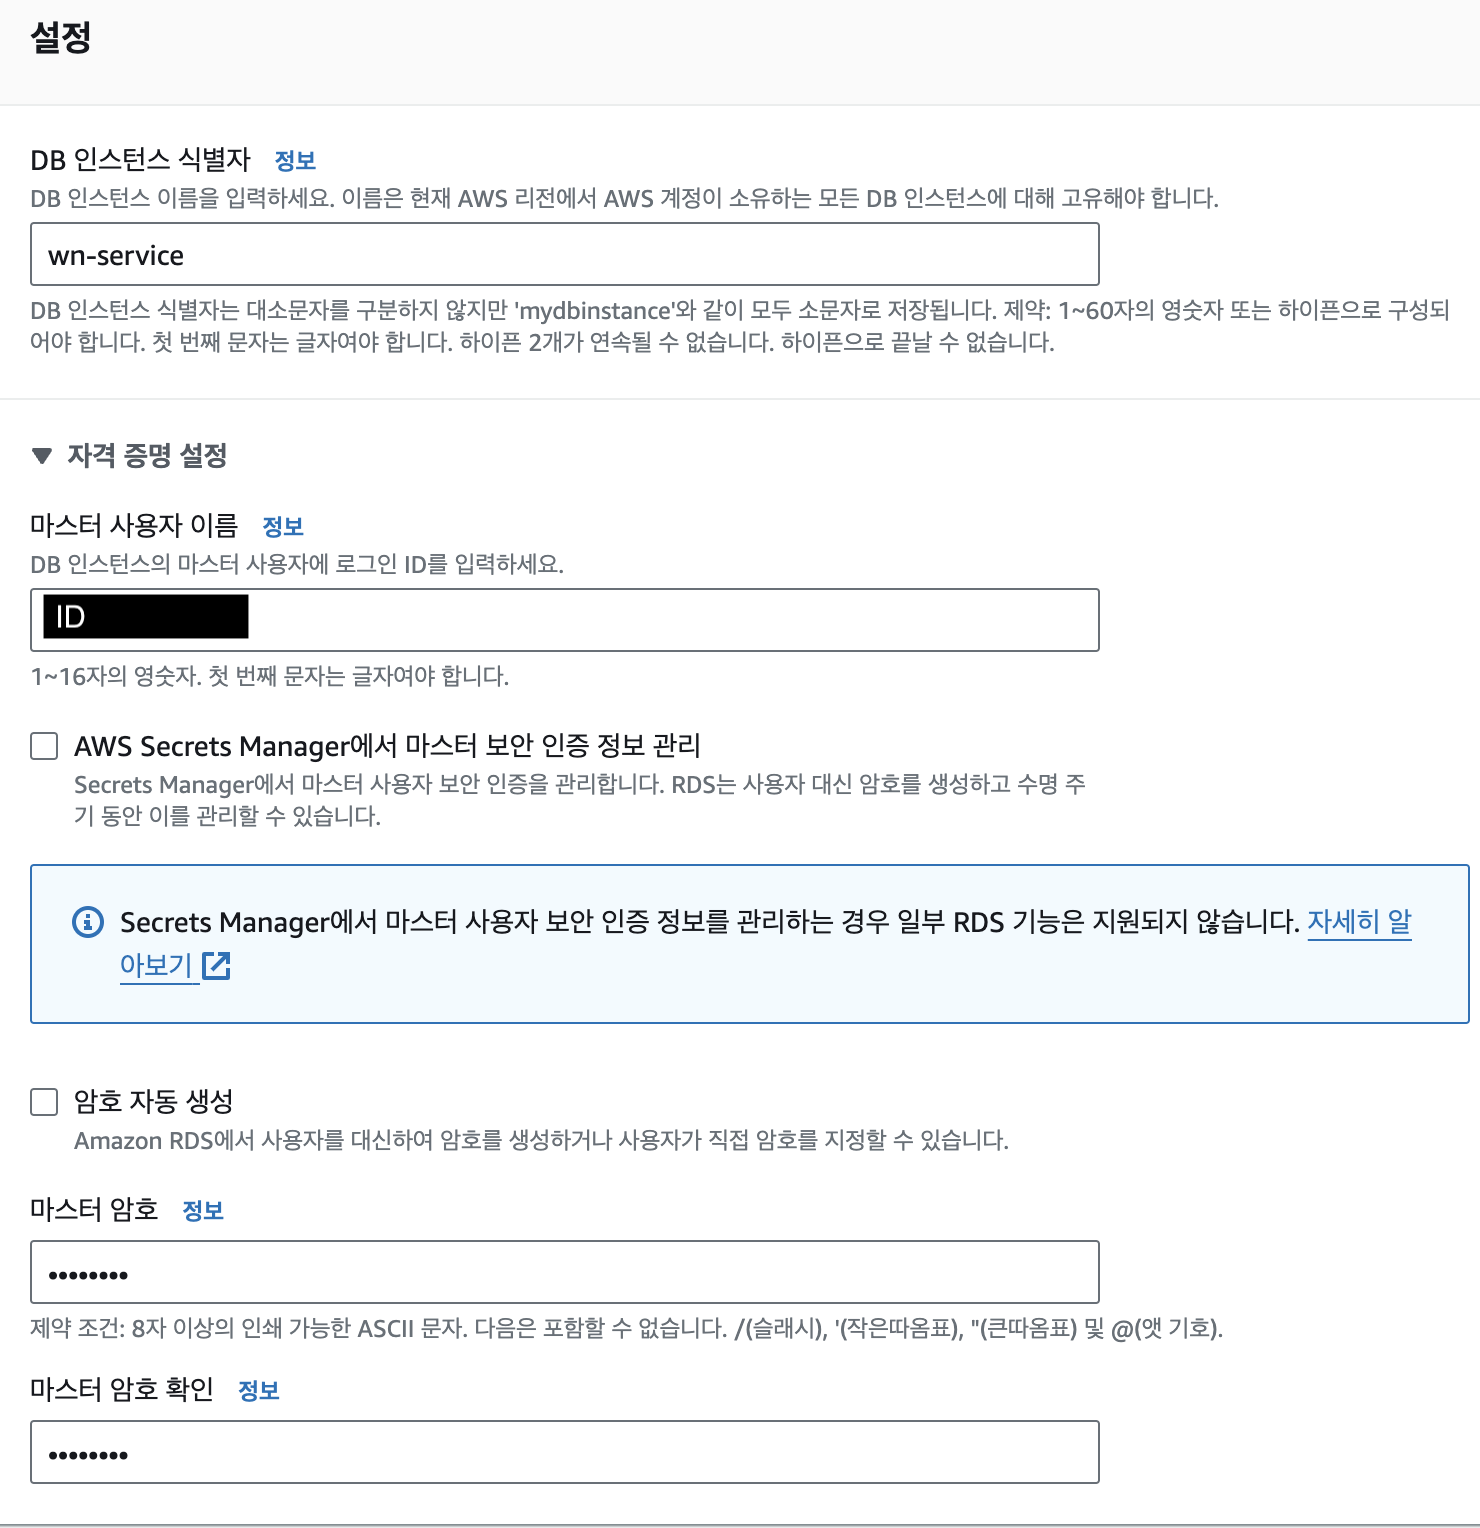 설정
DB 인스턴스 식별자 정보
DB 인스턴스 이름을 입력하세요. 이름은 현재 AWS 리전에서 AWS 계정이 소유하는 모든 DB 인스턴스에 대해 고유해야 합니다.
wn-service
DB 인스턴스 식별자는 대소문자를 구분하지 않지만 'mydbinstance'와 같이 모두 소문자로 저장됩니다. 제약: 1~60자의 영숫자 또는 하이픈으로 구성되
어야 합니다. 첫 번째 문자는 글자여야 합니다. 하이픈 2개가 연속될 수 없습니다. 하이픈으로 끝날 수 없습니다.
▼ 자격 증명 설정
마스터 사용자 이름 정보
DB 인스턴스의 마스터 사용자에 로그인 ID를 입력하세요.
ID
1~16자의 영숫자. 첫 번째 문자는 글자여야 합니다.
AWS Secrets Manager에서 마스터 보안 인증 정보 관리
Secrets Manager에서 마스터 사용자 보안 인증을 관리합니다. RDS는 사용자 대신 암호를 생성하고 수명 주
기 동안 이를 관리할 수 있습니다.
Secrets Manager에서 마스터 사용자 보안 인증 정보를 관리하는 경우 일부 RDS 기능은 지원되지 않습니다. 자세히 알
아보기
암호 자동 생성
Amazon RDS에서 사용자를 대신하여 암호를 생성하거나 사용자가 직접 암호를 지정할 수 있습니다.
마스터 암호 정보
••••••••
제약 조건: 8자 이상의 인쇄 가능한 ASCII 문자. 다음은 포함할 수 없습니다. /(슬래시), '(작은따옴표), "(큰따옴표) 및 @(앳 기호).
마스터 암호 확인 정보
••••••••